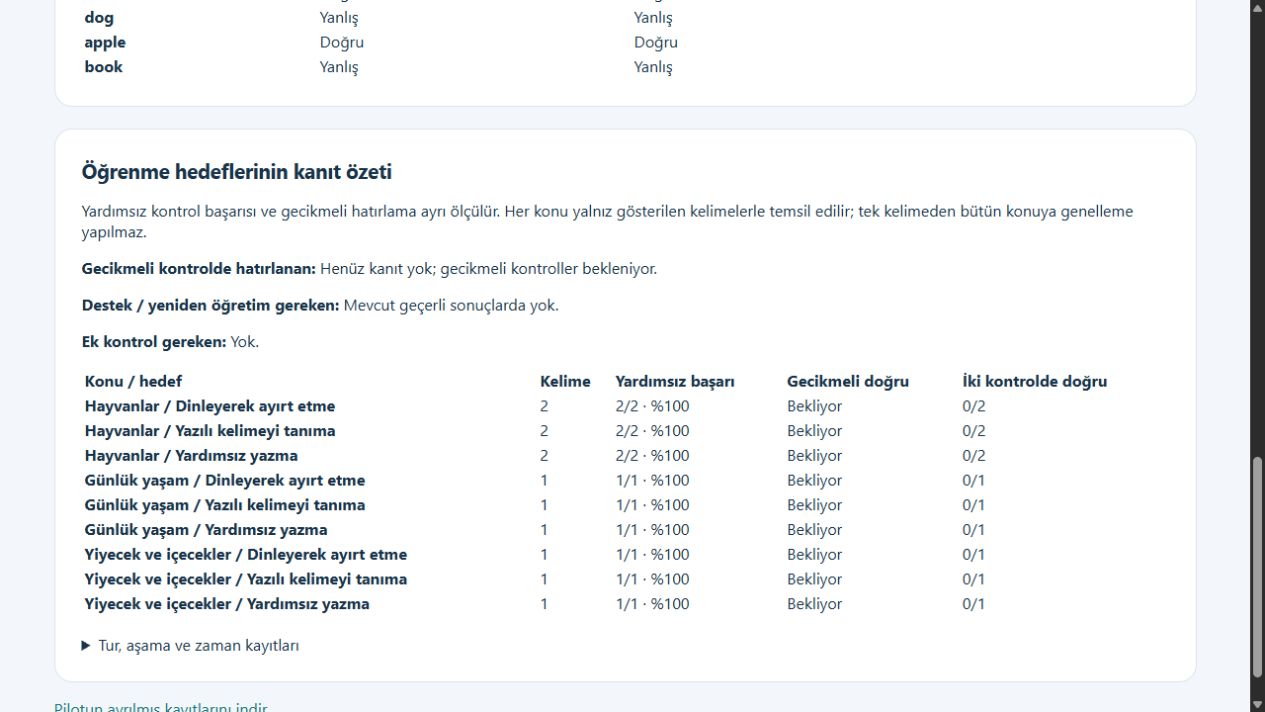 dog Yanlış Yanlış
apple Doğru Doğru
book Yanlış Yanlış
Öğrenme hedeflerinin kanıt özeti
Yardımsız kontrol başarısı ve gecikmeli hatırlama ayrı ölçülür. Her konu yalnız gösterilen kelimelerle temsil edilir; tek kelimeden bütün konuya genelleme
yapılmaz.
Gecikmeli kontrolde hatırlanan: Henüz kanıt yok; gecikmeli kontroller bekleniyor.
Destek / yeniden öğretim gereken: Mevcut geçerli sonuçlarda yok.
Ek kontrol gereken: Yok.
Konu / hedef Kelime Yardımsız başarı Gecikmeli doğru İki kontrolde doğru
Hayvanlar / Dinleyerek ayırt etme 2 2/2 · %100 Bekliyor 0/2
Hayvanlar / Yazılı kelimeyi tanıma 2 2/2 · %100 Bekliyor 0/2
Hayvanlar / Yardımsız yazma 2 2/2 · %100 Bekliyor 0/2
Günlük yaşam / Dinleyerek ayırt etme 1 1/1 · %100 Bekliyor 0/1
Günlük yaşam / Yazılı kelimeyi tanıma 1 1/1 · %100 Bekliyor 0/1
Günlük yaşam / Yardımsız yazma 1 1/1 · %100 Bekliyor 0/1
Yiyecek ve içecekler / Dinleyerek ayırt etme 1 1/1 · %100 Bekliyor 0/1
Yiyecek ve içecekler / Yazılı kelimeyi tanıma 1 1/1 · %100 Bekliyor 0/1
Yiyecek ve içecekler / Yardımsız yazma 1 1/1 · %100 Bekliyor 0/1
Tur, aşama ve zaman kayıtları
Pilotun ayrılmış kayıtlarını indir